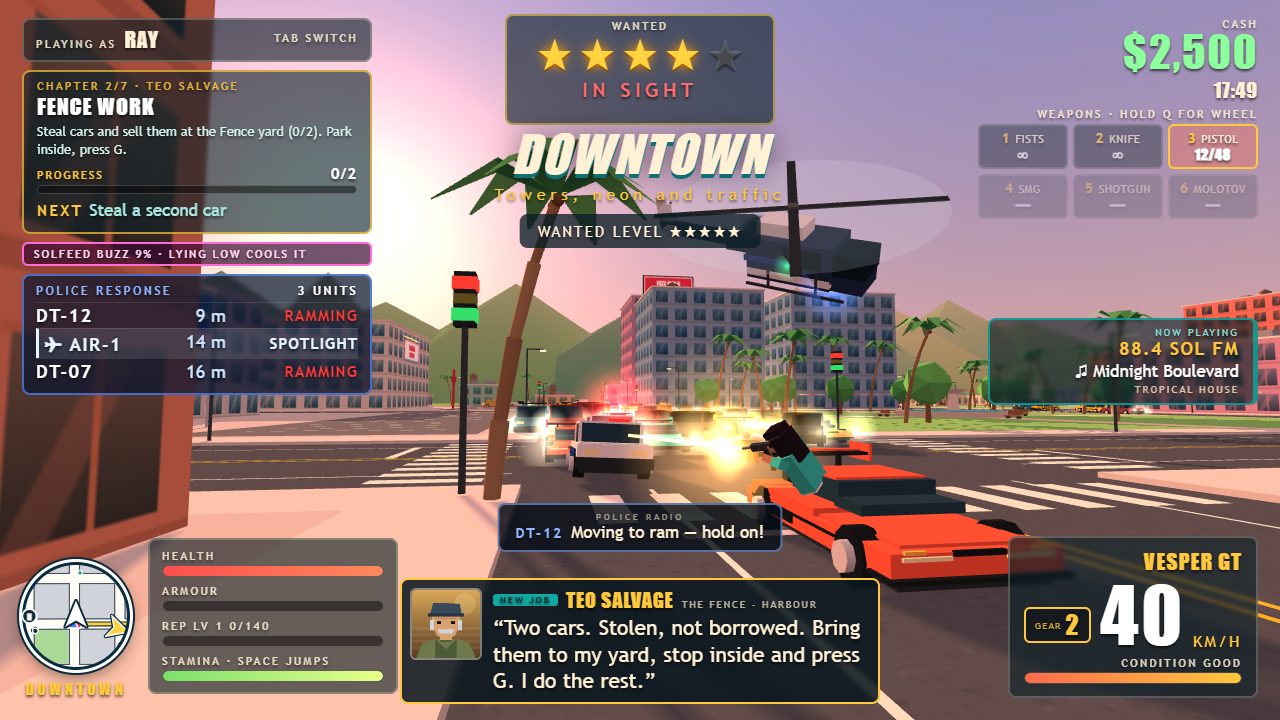 PLAYING AS RAY
TAB SWITCH
CHAPTER 2/7 · TEO SALVAGE
FENCE WORK
Steal cars and sell them at the Fence yard (0/2). Park
inside, press G.
PROGRESS 0/2
NEXT Steal a second car
SOLFEED BUZZ 9% · LYING LOW COOLS IT
POLICE RESPONSE 3 UNITS
DT-12 9 m RAMMING
AIR-1 14 m SPOTLIGHT
DT-07 16 m RAMMING
WANTED
IN SIGHT
DOWNTOWN
Towers, neon and traffic
WANTED LEVEL ★★★★★
CASH
$2,500
17:49
WEAPONS · HOLD Q FOR WHEEL
1 FISTS ∞
2 KNIFE ∞
3 PISTOL 12/48
4 SMG —
5 SHOTGUN —
6 MOLOTOV —
NOW PLAYING
88.4 SOL FM
♫ Midnight Boulevard
TROPICAL HOUSE
POLICE RADIO
DT-12 Moving to ram — hold on!
HEALTH
ARMOUR
REP LV 1 0/140
STAMINA · SPACE JUMPS
DOWNTOWN
NEW JOB TEO SALVAGE THE FENCE · HARBOUR
“Two cars. Stolen, not borrowed. Bring
them to my yard, stop inside and press
G. I do the rest.”
VESPER GT
GEAR 2
40 KM/H
CONDITION GOOD